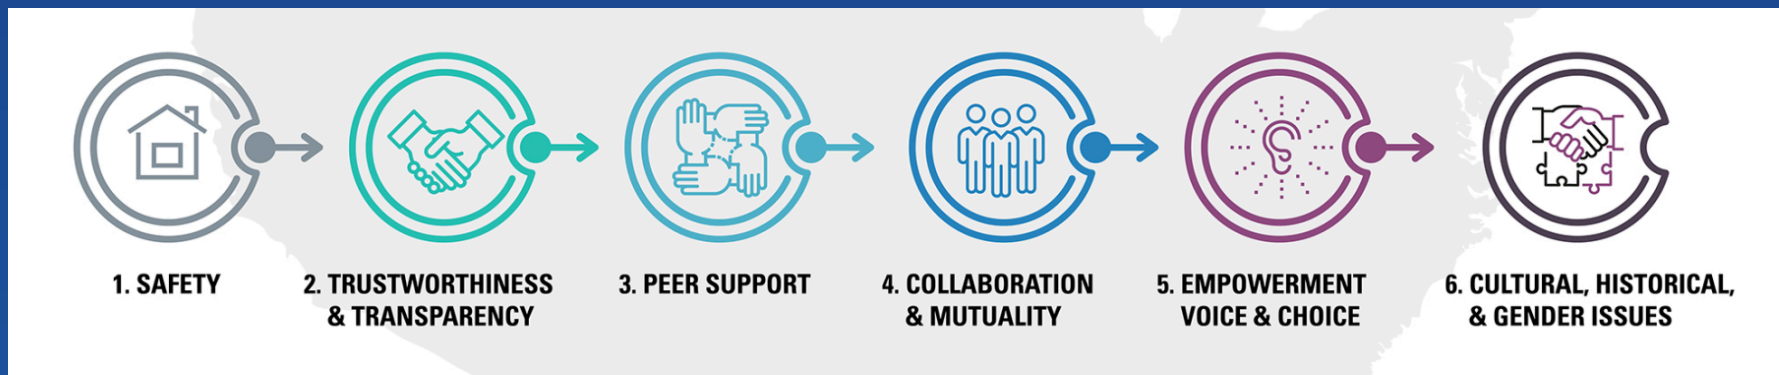 1. SAFETY
2. TRUSTWORTHINESS
& TRANSPARENCY
3. PEER SUPPORT
4. COLLABORATION
& MUTUALITY
5. EMPOWERMENT
VOICE & CHOICE
6. CULTURAL, HISTORICAL,
& GENDER ISSUES